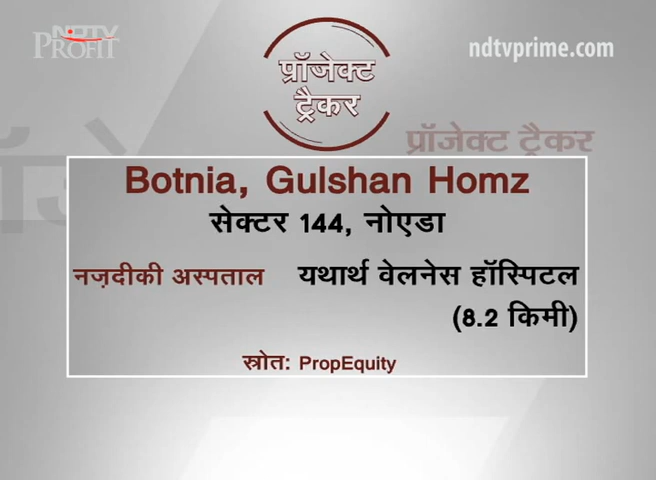 NDTV
PROFIT
ndtvprime.com
प्रॉजेक्ट
ट्रैकर
प्रॉजेक्ट ट्रैकर
Botnia, Gulshan Homz
सेक्टर 144, नोएडा
नज़दीकी अस्पताल यथार्थ वेलनेस हॉस्पिटल
(8.2 किमी)
स्रोत: PropEquity